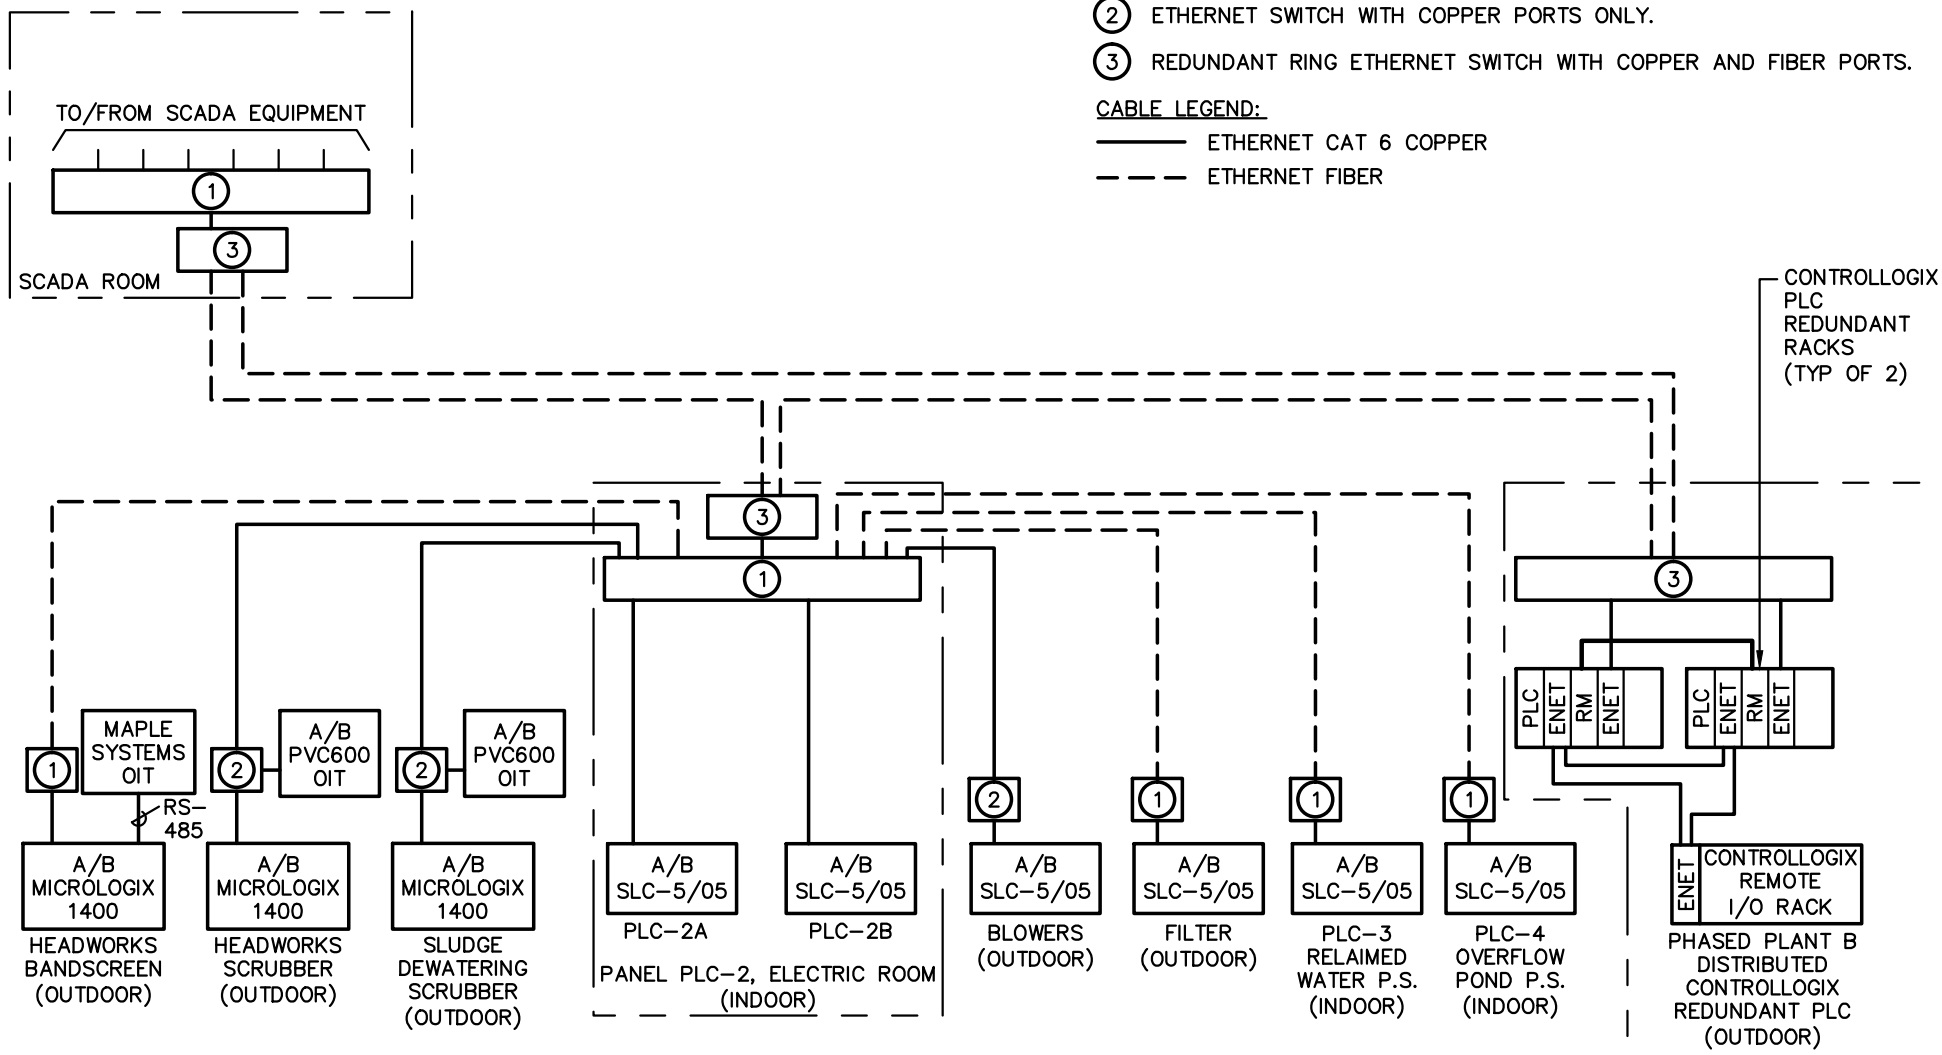 2 ETHERNET SWITCH WITH COPPER PORTS ONLY.
3 REDUNDANT RING ETHERNET SWITCH WITH COPPER AND FIBER PORTS.
CABLE LEGEND:
ETHERNET CAT 6 COPPER
ETHERNET FIBER
TO/FROM SCADA EQUIPMENT
1
3
SCADA ROOM
CONTROLLOGIX
PLC
REDUNDANT
RACKS
(TYP OF 2)
3
1
3
PLC
ENET
RM
ENET
PLC
ENET
RM
ENET
1
MAPLE
SYSTEMS
OIT
RS-
485
2
A/B
PVC600
OIT
2
A/B
PVC600
OIT
2
1
1
1
A/B
MICROLOGIX
1400
HEADWORKS
BANDSCREEN
(OUTDOOR)
A/B
MICROLOGIX
1400
HEADWORKS
SCRUBBER
(OUTDOOR)
A/B
MICROLOGIX
1400
SLUDGE
DEWATERING
SCRUBBER
(OUTDOOR)
A/B
SLC-5/05
PLC-2A
A/B
SLC-5/05
PLC-2B
PANEL PLC-2, ELECTRIC ROOM
(INDOOR)
A/B
SLC-5/05
BLOWERS
(OUTDOOR)
A/B
SLC-5/05
FILTER
(OUTDOOR)
A/B
SLC-5/05
PLC-3
RELAIMED
WATER P.S.
(INDOOR)
A/B
SLC-5/05
PLC-4
OVERFLOW
POND P.S.
(INDOOR)
ENET
CONTROLLOGIX
REMOTE
I/O RACK
PHASED PLANT B
DISTRIBUTED
CONTROLLOGIX
REDUNDANT PLC
(OUTDOOR)